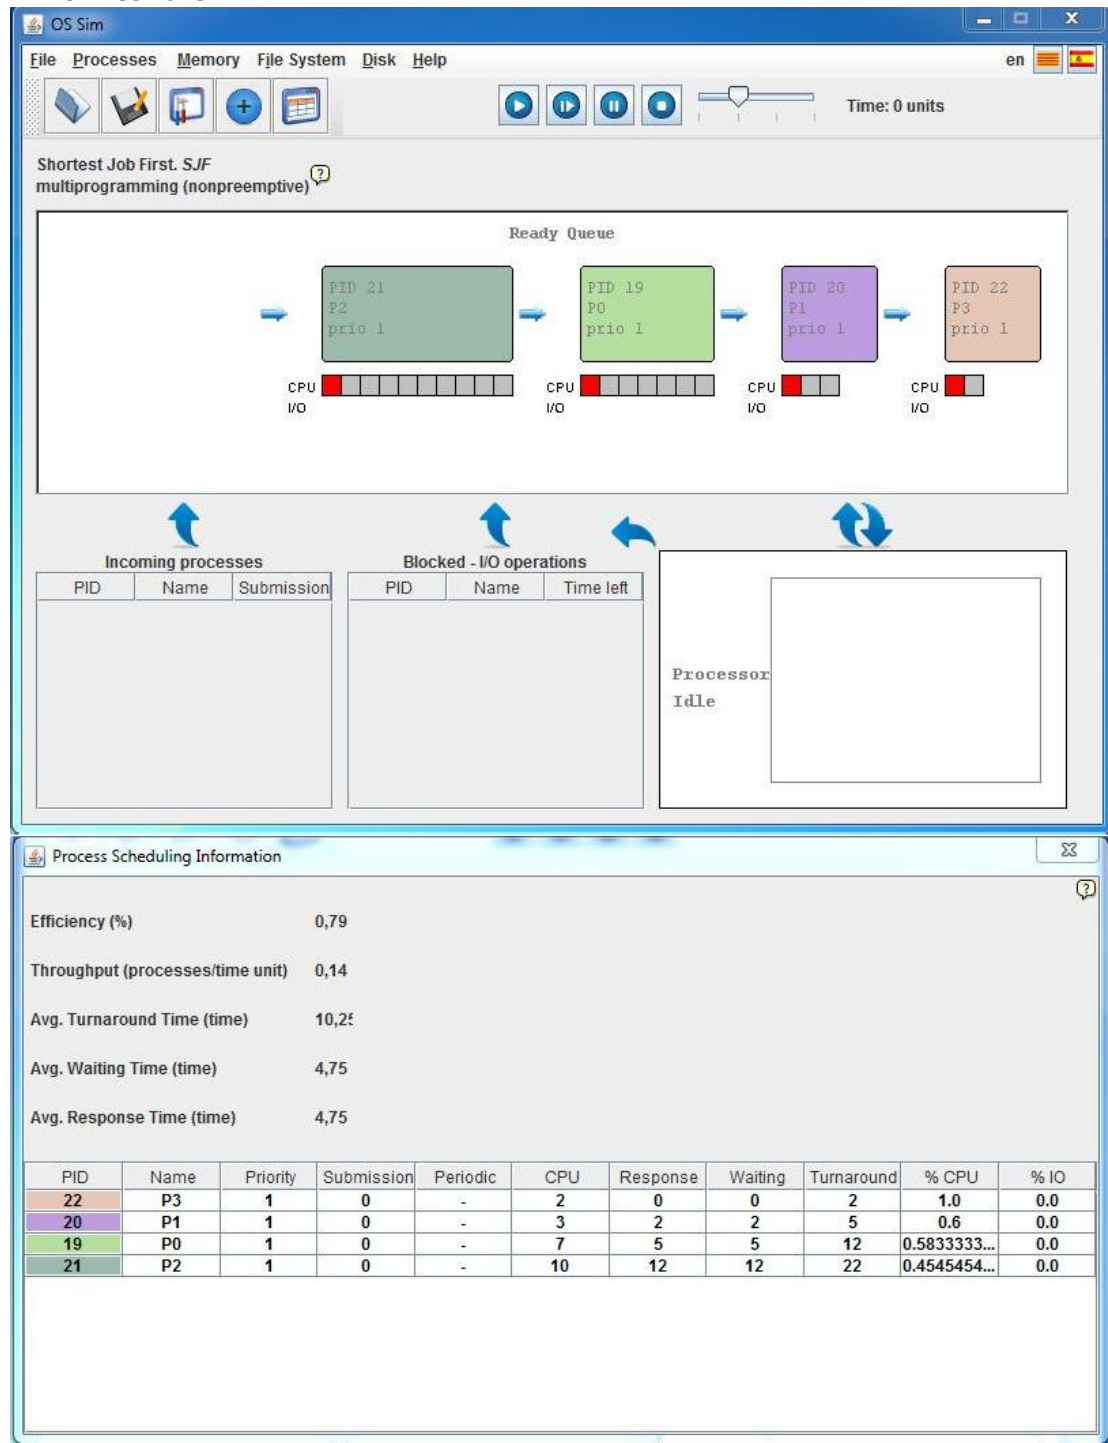 OS Sim
File Processes Memory File System Disk Help en
Time: 0 units
Shortest Job First. SJF
multiprogramming (nonpreemptive)
Ready Queue
PID 21 PID 19 PID 20 PID 22
P2 P0 P1 P3
prio 1 prio 1 prio 1 prio 1
CPU CPU CPU CPU
I/O I/O I/O I/O
Incoming processes Blocked - I/O operations
PID Name Submission PID Name Time left
Processor
Idle
Process Scheduling Information
Efficiency (%) 0,79
Throughput (processes/time unit) 0,14
Avg. Turnaround Time (time) 10,25
Avg. Waiting Time (time) 4,75
Avg. Response Time (time) 4,75
PID Name Priority Submission Periodic CPU Response Waiting Turnaround % CPU % IO
22 P3 1 0 - 2 0 0 2 1.0 0.0
20 P1 1 0 - 3 2 2 5 0.6 0.0
19 P0 1 0 - 7 5 5 12 0.5833333... 0.0
21 P2 1 0 - 10 12 12 22 0.4545454... 0.0